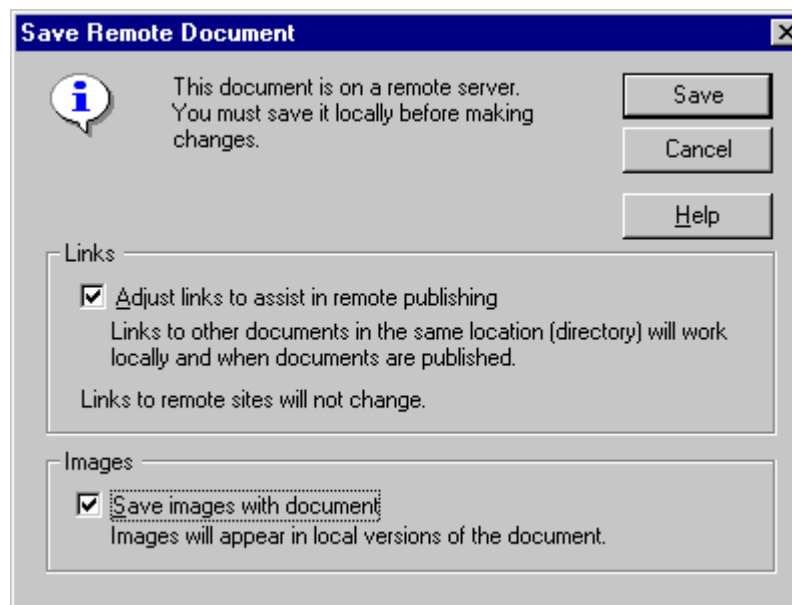 Save Remote Document
This document is on a remote server.
You must save it locally before making
changes.
Save
Cancel
Help
Links
Adjust links to assist in remote publishing
Links to other documents in the same location (directory) will work
locally and when documents are published.
Links to remote sites will not change.
Images
Save images with document
Images will appear in local versions of the document.